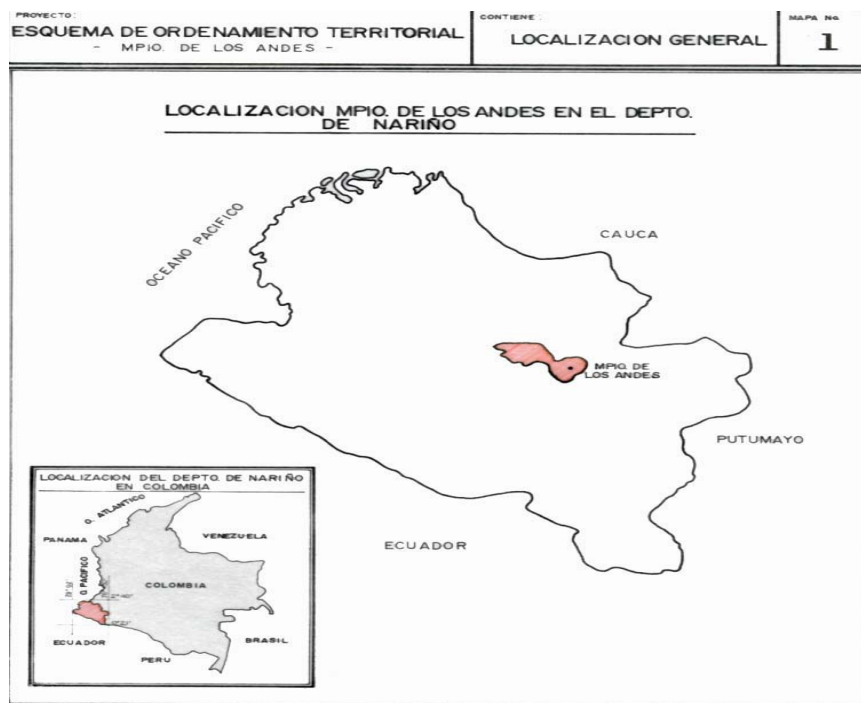 PROYECTO:
ESQUEMA DE ORDENAMIENTO TERRITORIAL
- MPIO. DE LOS ANDES -
CONTIENE:
LOCALIZACION GENERAL
MAPA No
1
LOCALIZACION MPIO. DE LOS ANDES EN EL DEPTO.
DE NARIÑO
OCEANO PACIFICO
CAUCA
MPIO. DE
LOS ANDES
PUTUMAYO
ECUADOR
LOCALIZACION DEL DEPTO. DE NARIÑO
EN COLOMBIA
O. ATLANTICO
PANAMA
VENEZUELA
O. PACIFICO
COLOMBIA
ECUADOR
BRASIL
PERU